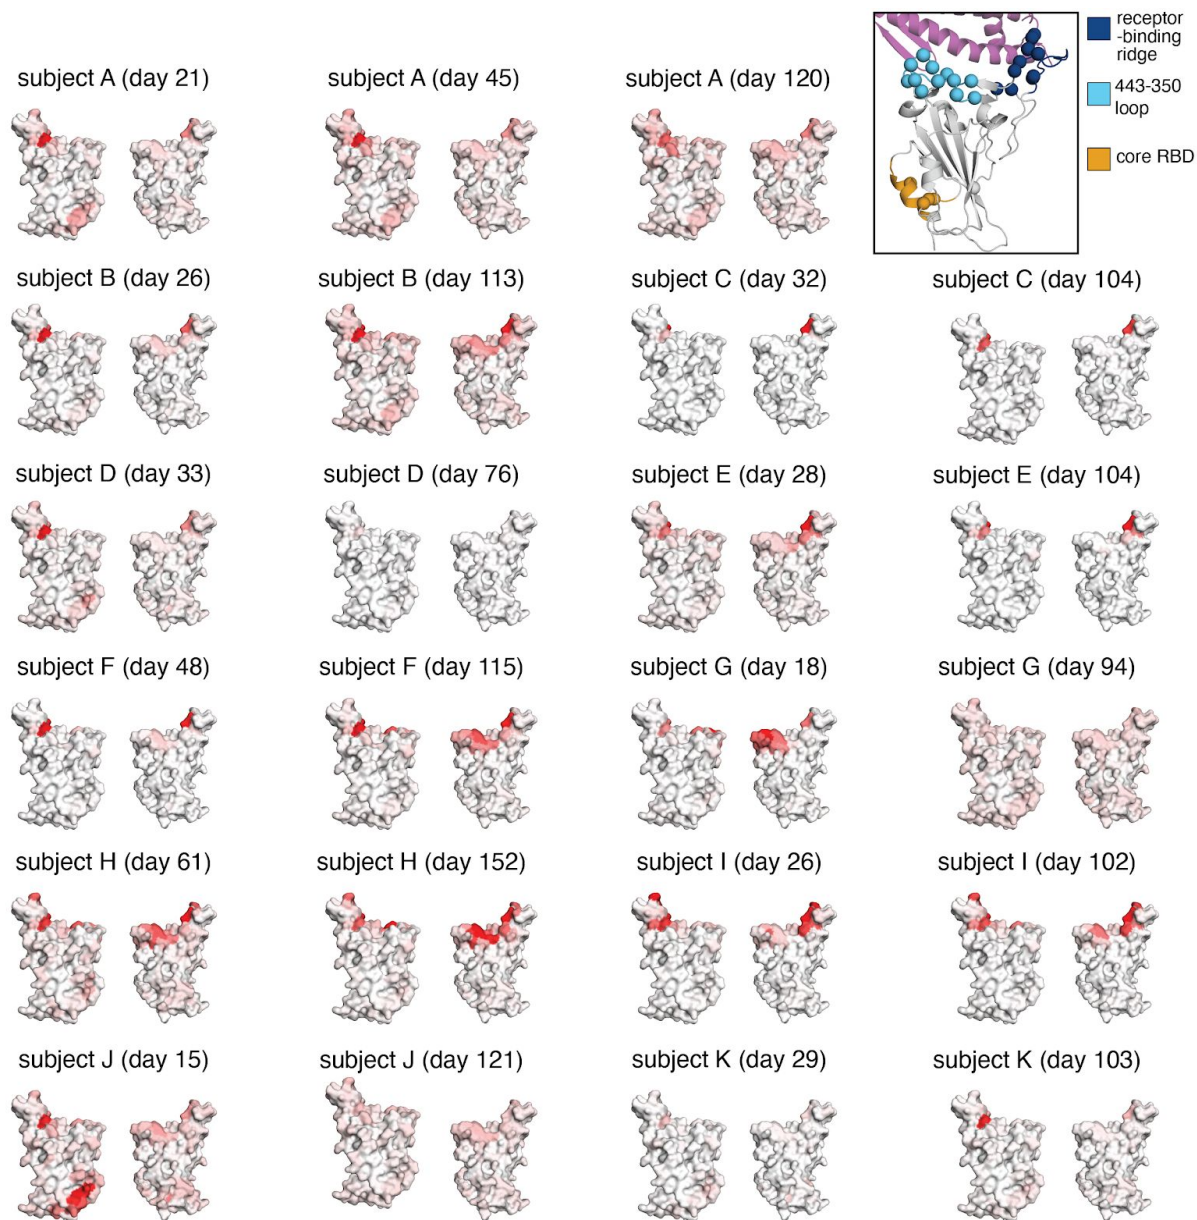 receptor
-binding
ridge
443-350
loop
core RBD
subject A (day 21)
subject A (day 45)
subject A (day 120)
subject B (day 26)
subject B (day 113)
subject C (day 32)
subject C (day 104)
subject D (day 33)
subject D (day 76)
subject E (day 28)
subject E (day 104)
subject F (day 48)
subject F (day 115)
subject G (day 18)
subject G (day 94)
subject H (day 61)
subject H (day 152)
subject I (day 26)
subject I (day 102)
subject J (day 15)
subject J (day 121)
subject K (day 29)
subject K (day 103)